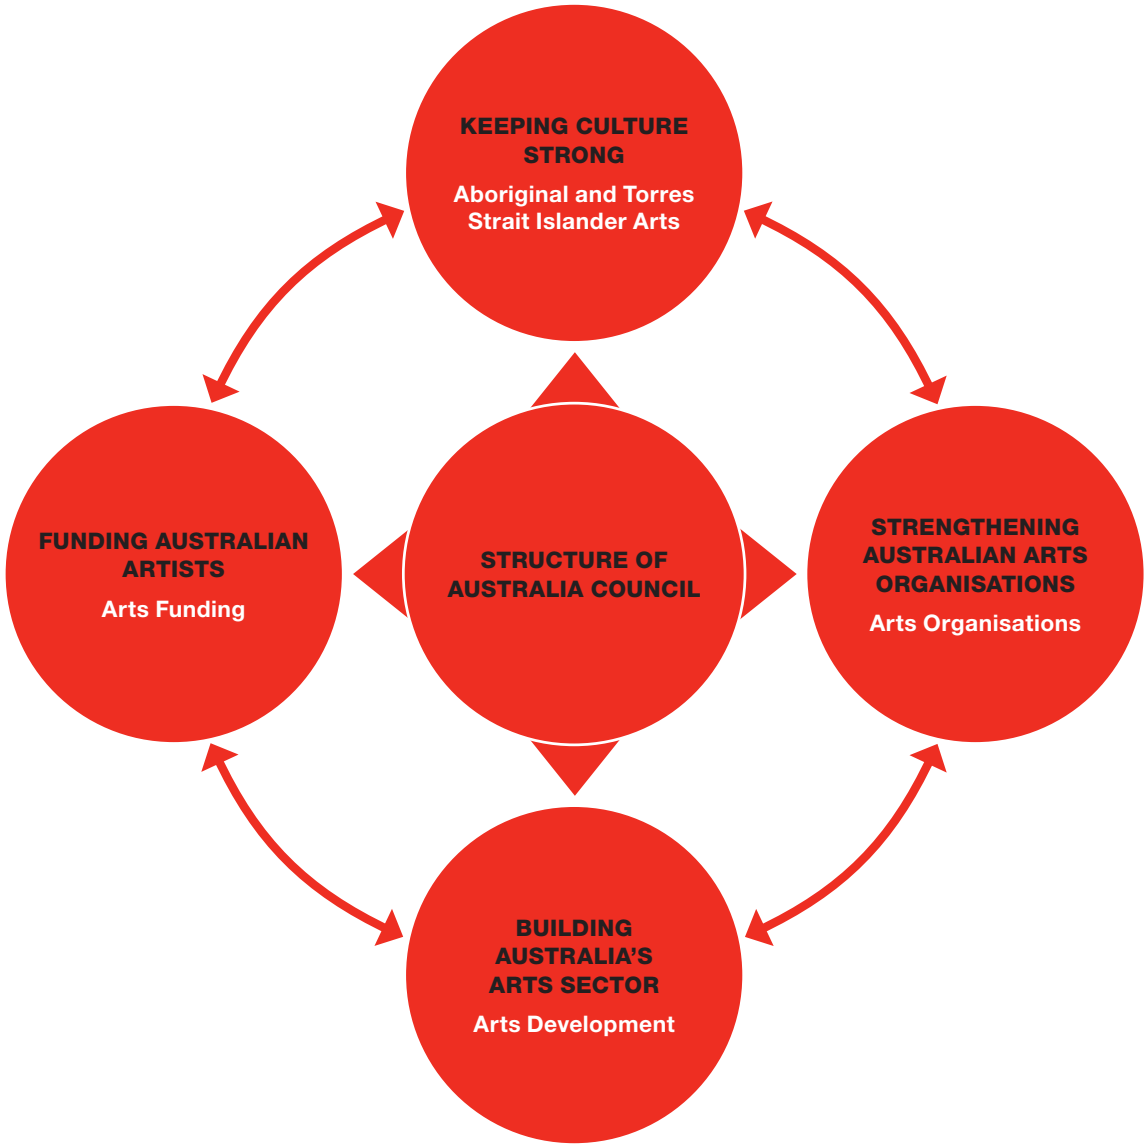 KEEPING CULTURE
STRONG
Aboriginal and Torres
Strait Islander Arts
FUNDING AUSTRALIAN
ARTISTS
Arts Funding
STRUCTURE OF
AUSTRALIA COUNCIL
STRENGTHENING
AUSTRALIAN ARTS
ORGANISATIONS
Arts Organisations
BUILDING
AUSTRALIA’S
ARTS SECTOR
Arts Development